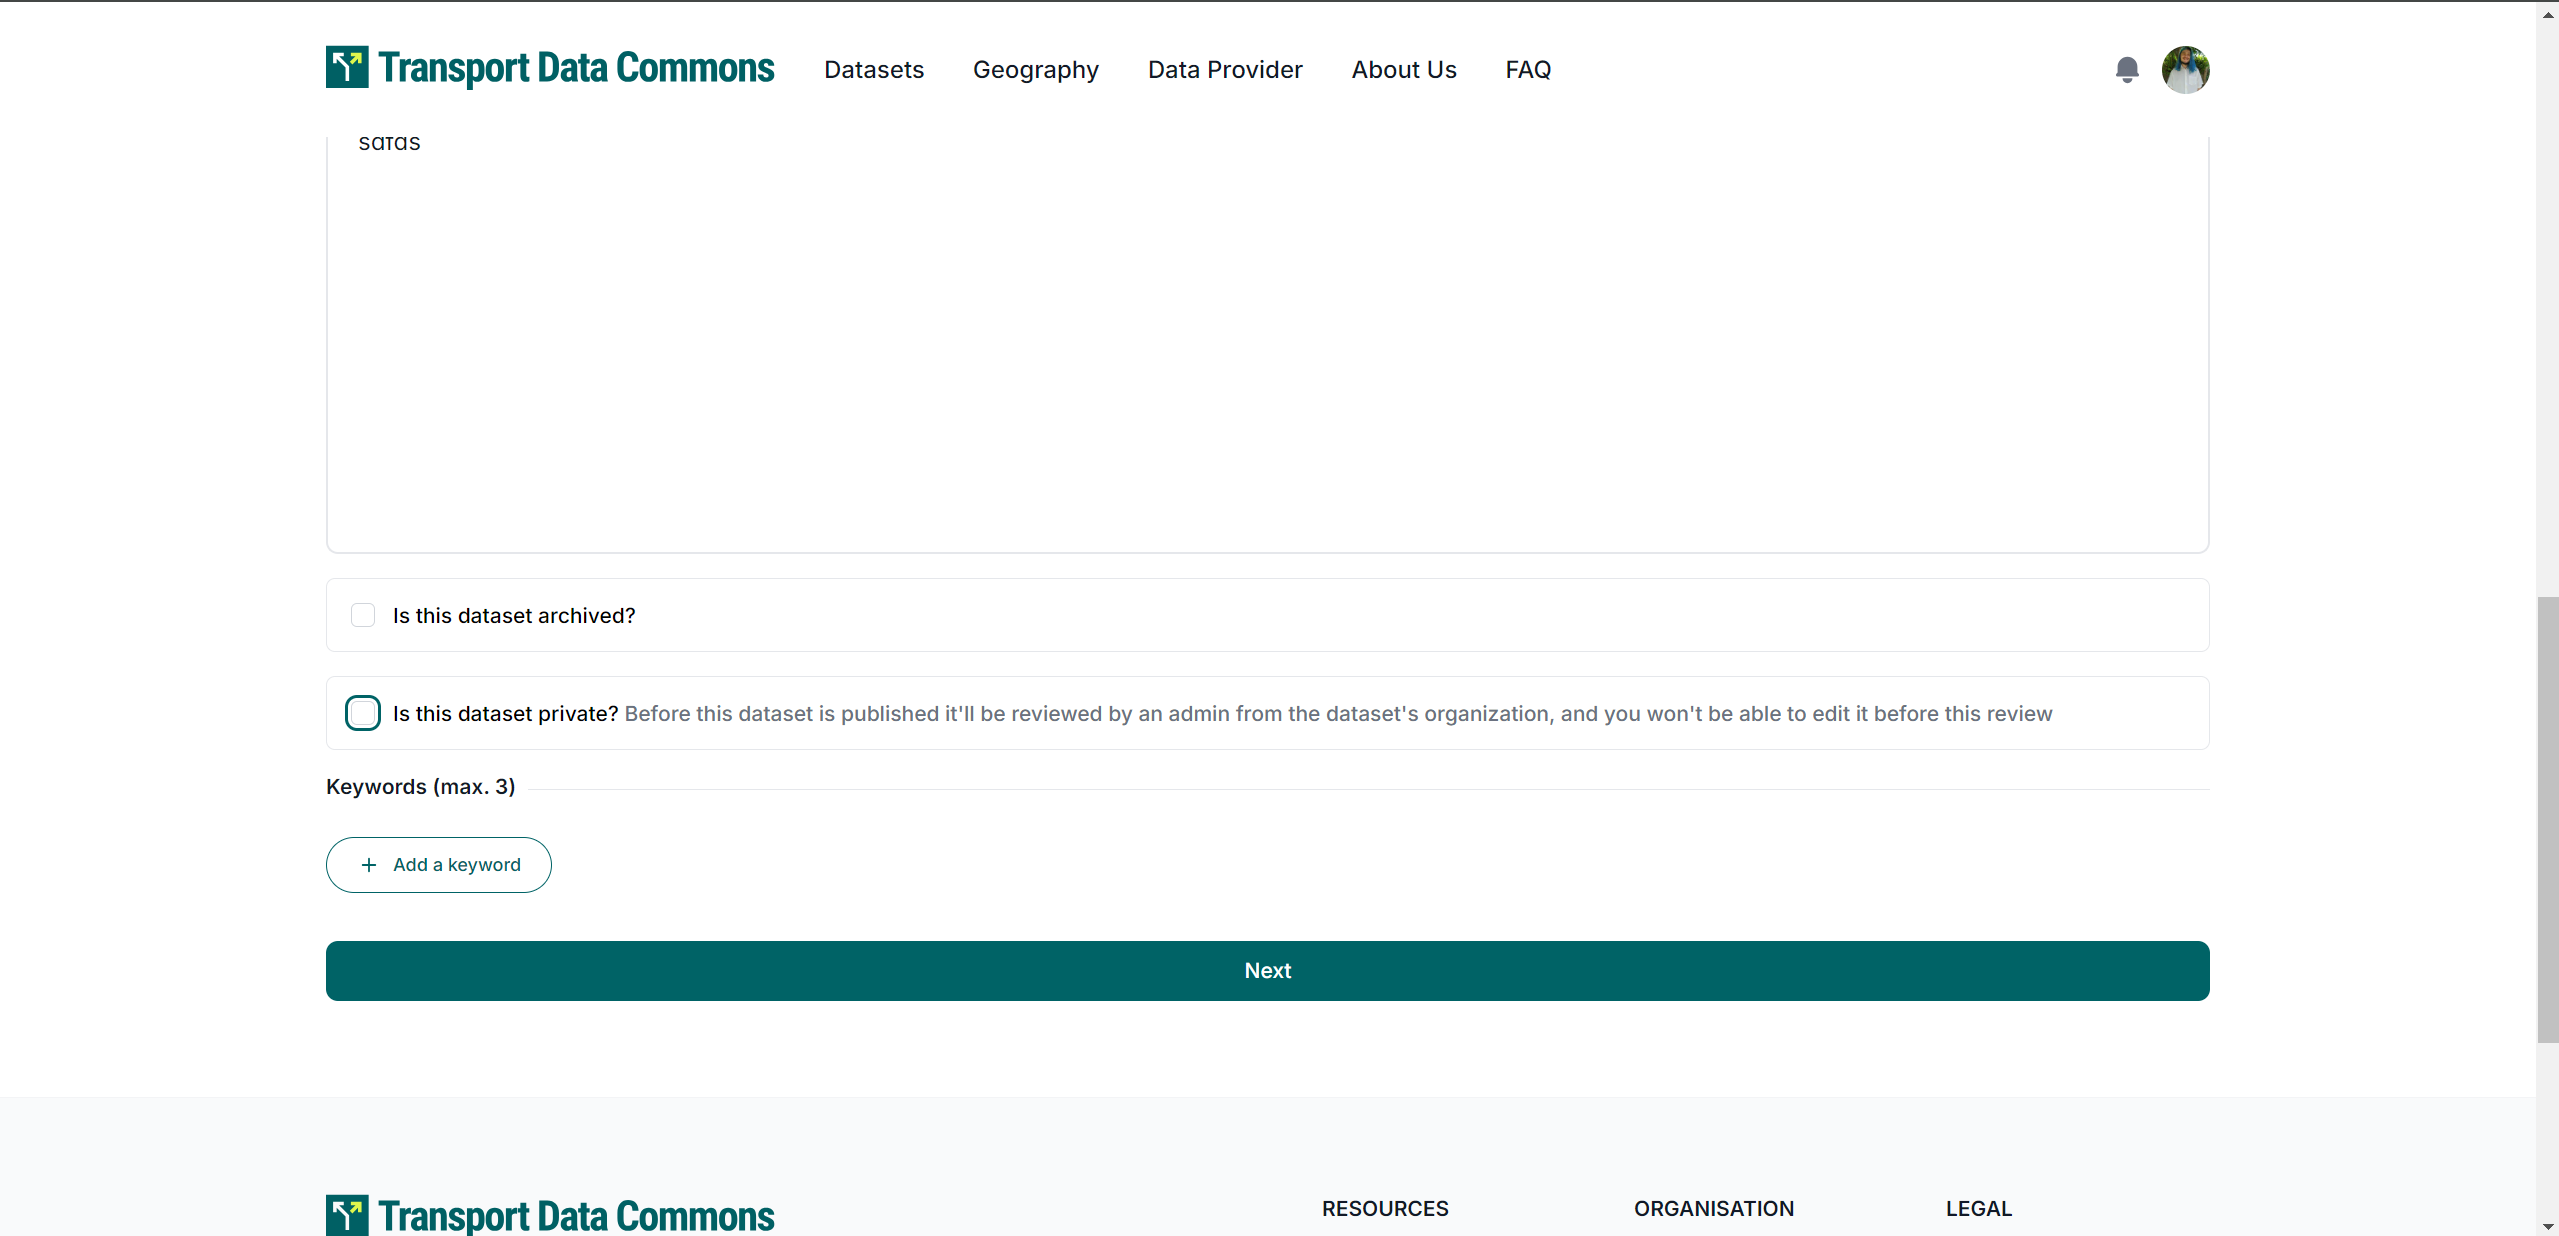 Transport Data Commons
Datasets
Geography
Data Provider
About Us
FAQ
Is this dataset archived?
Is this dataset private? Before this dataset is published it'll be reviewed by an admin from the dataset's organization, and you won't be able to edit it before this review
Keywords (max. 3)
+ Add a keyword
Next
Transport Data Commons
RESOURCES
ORGANISATION
LEGAL